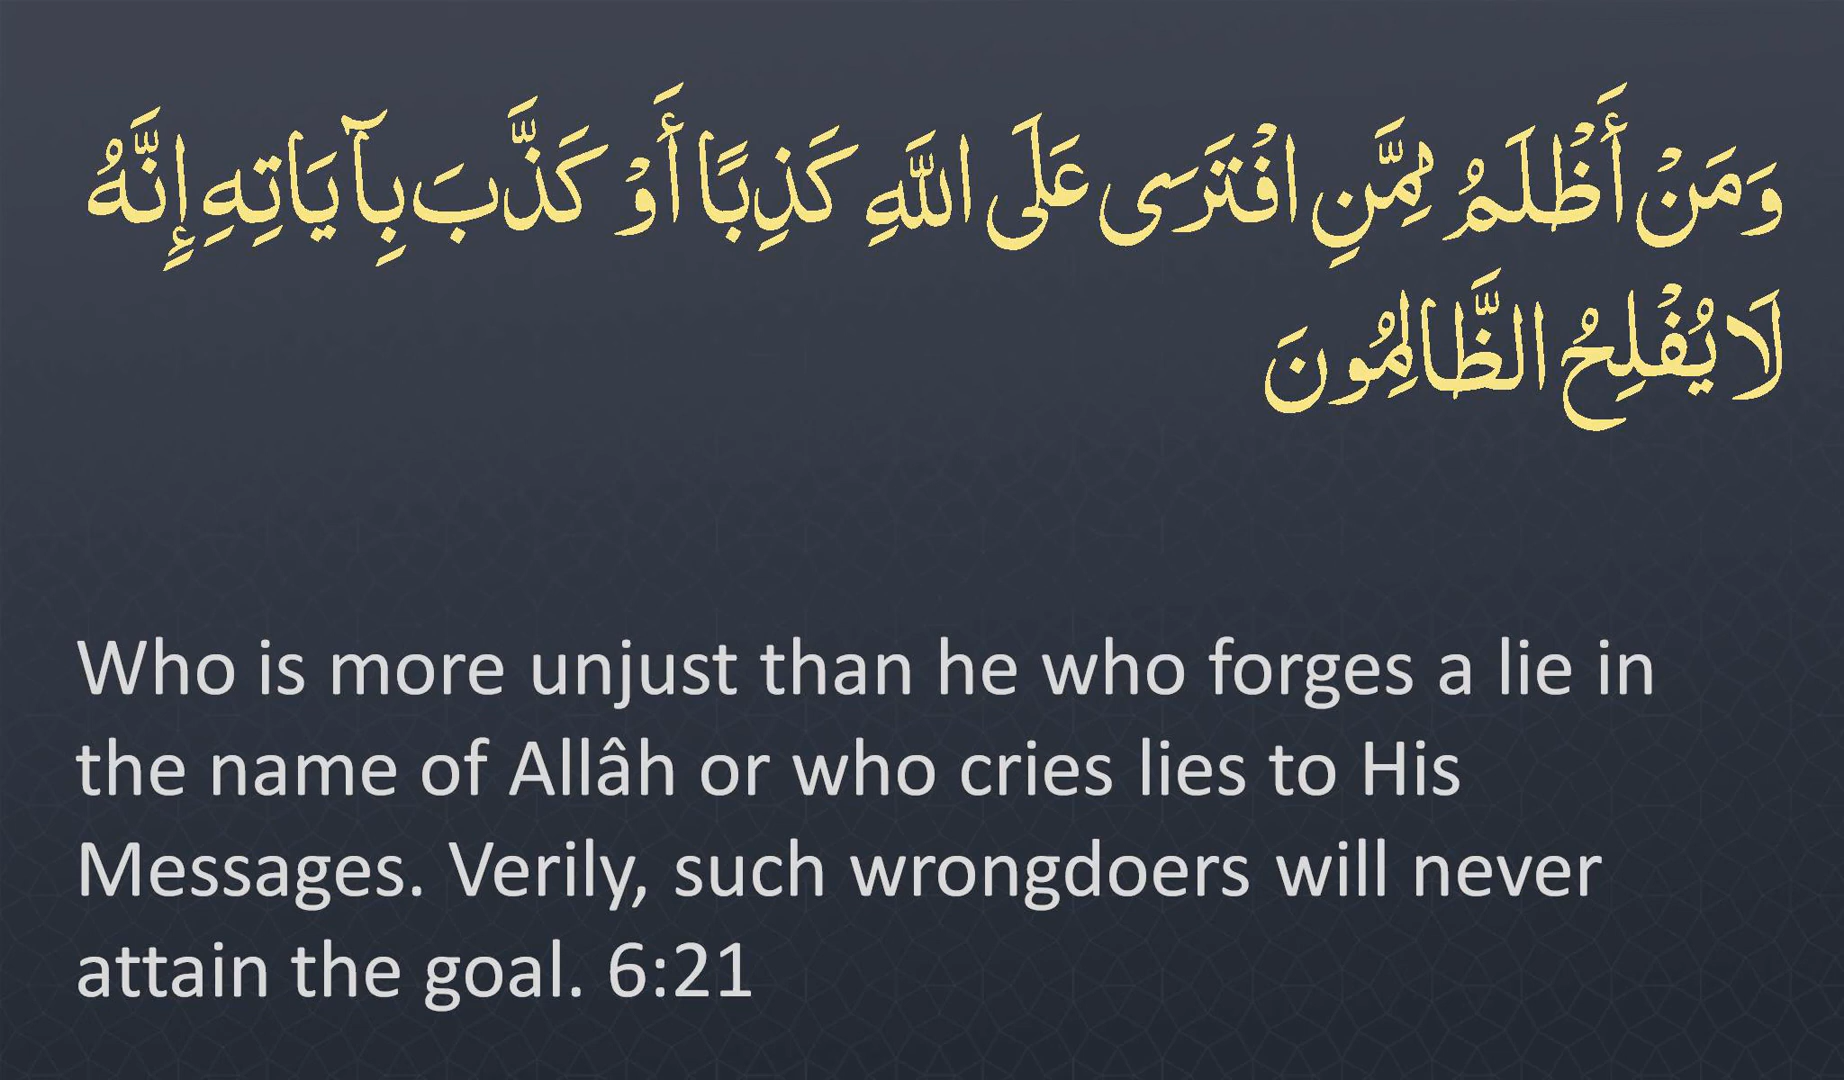 وَمَنْ أَظْلَمُ مِمَّنِ افْتَرَى عَلَى اللَّهِ كَذِبًا أَوْ كَذَّبَ بِآيَاتِهِ إِنَّهُ
لَا يُفْلِحُ الظَّالِمُونَ
Who is more unjust than he who forges a lie in
the name of Allâh or who cries lies to His
Messages. Verily, such wrongdoers will never
attain the goal. 6:21